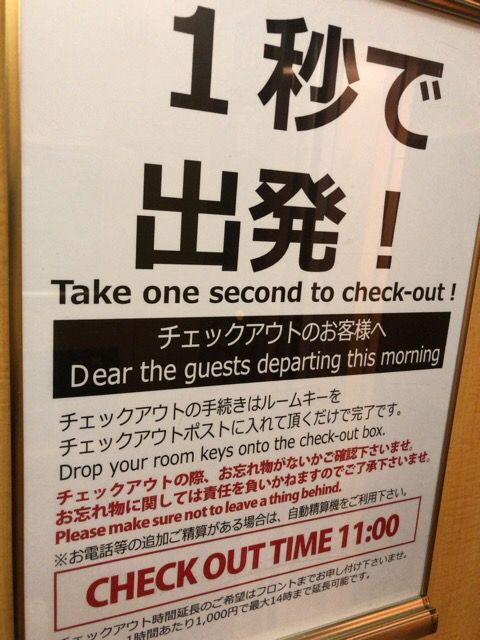 １秒で
出発！
Take one second to check-out !
チェックアウトのお客様へ
Dear the guests departing this morning
チェックアウトの手続きはルームキーを
チェックアウトポストに入れて頂くだけで完了です。
Drop your room keys onto the check-out box.
チェックアウトの際、お忘れ物がないかご確認下さいませ。
お忘れ物に関しては責任を負いかねますのでご了承下さいませ。
Please make sure not to leave a thing behind.
※お電話等の追加ご精算がある場合は、自動精算機をご利用下さい。
CHECK OUT TIME 11:00
チェックアウト時間延長のご希望はフロントまでお申し付け下さいませ。
1時間あたり1,000円で最大14時まで延長可能です。